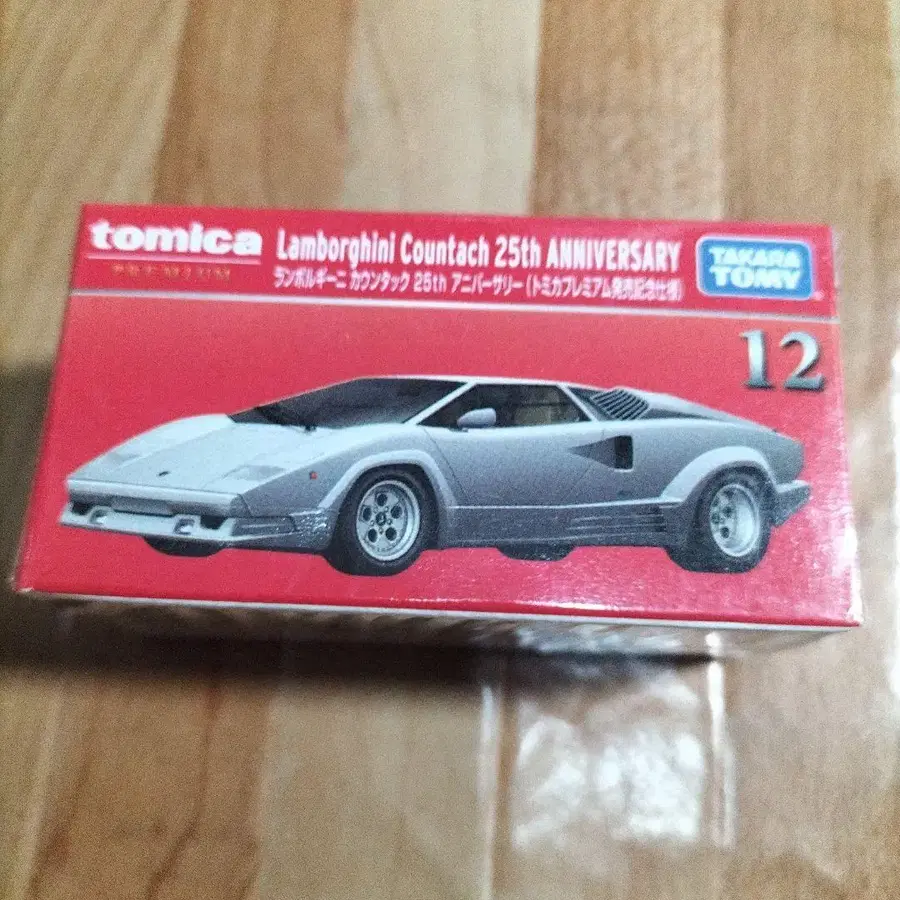 tomica
PREMIUM
Lamborghini Countach 25th ANNIVERSARY
ランボルギーニ カウンタック 25th アニバーサリー (トミカプレミアム発売記念仕様)
TAKARA
TOMY
12